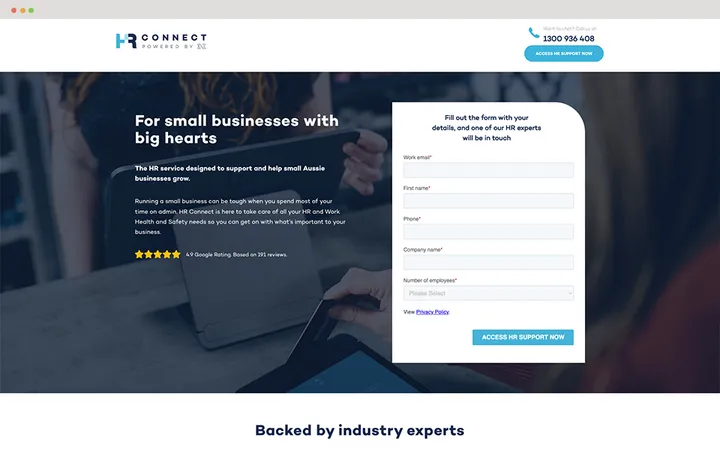 HR CONNECT
POWERED BY
Want to chat? Call us at
1300 936 408
ACCESS HR SUPPORT NOW
For small businesses with
big hearts
The HR service designed to support and help small Aussie
businesses grow.
Running a small business can be tough when you spend most of your
time on admin. HR Connect is here to take care of all your HR and Work
Health and Safety needs so you can get on with what's important to your
business.
4.9 Google Rating. Based on 191 reviews.
Fill out the form with your
details, and one of our HR experts
will be in touch
Work email*
First name*
Phone*
Company name*
Number of employees*
Please Select
View Privacy Policy.
ACCESS HR SUPPORT NOW
Backed by industry experts